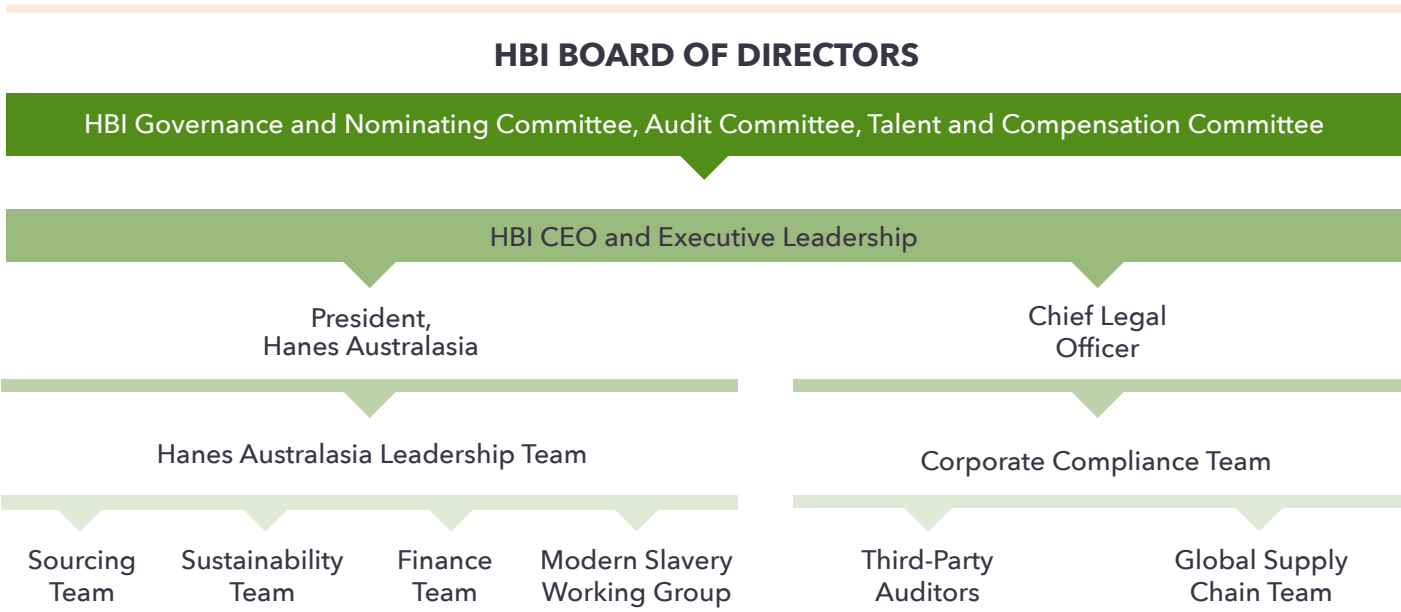 HBI BOARD OF DIRECTORS
HBI Governance and Nominating Committee, Audit Committee, Talent and Compensation Committee
HBI CEO and Executive Leadership
President,
Hanes Australasia
Chief Legal
Officer
Hanes Australasia Leadership Team
Corporate Compliance Team
Sourcing
Team
Sustainability
Team
Finance
Team
Modern Slavery
Working Group
Third-Party
Auditors
Global Supply
Chain Team